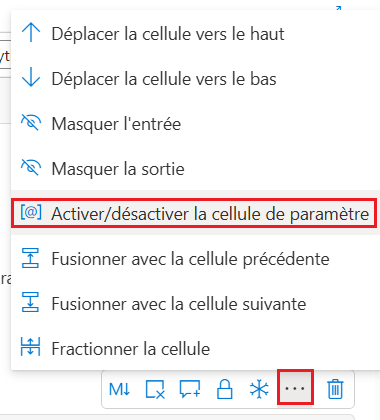 Déplacer la cellule vers le haut
Déplacer la cellule vers le bas
Masquer l'entrée
Masquer la sortie
[@] Activer/désactiver la cellule de paramètre
Fusionner avec la cellule précédente
Fusionner avec la cellule suivante
Fractionner la cellule
M↓